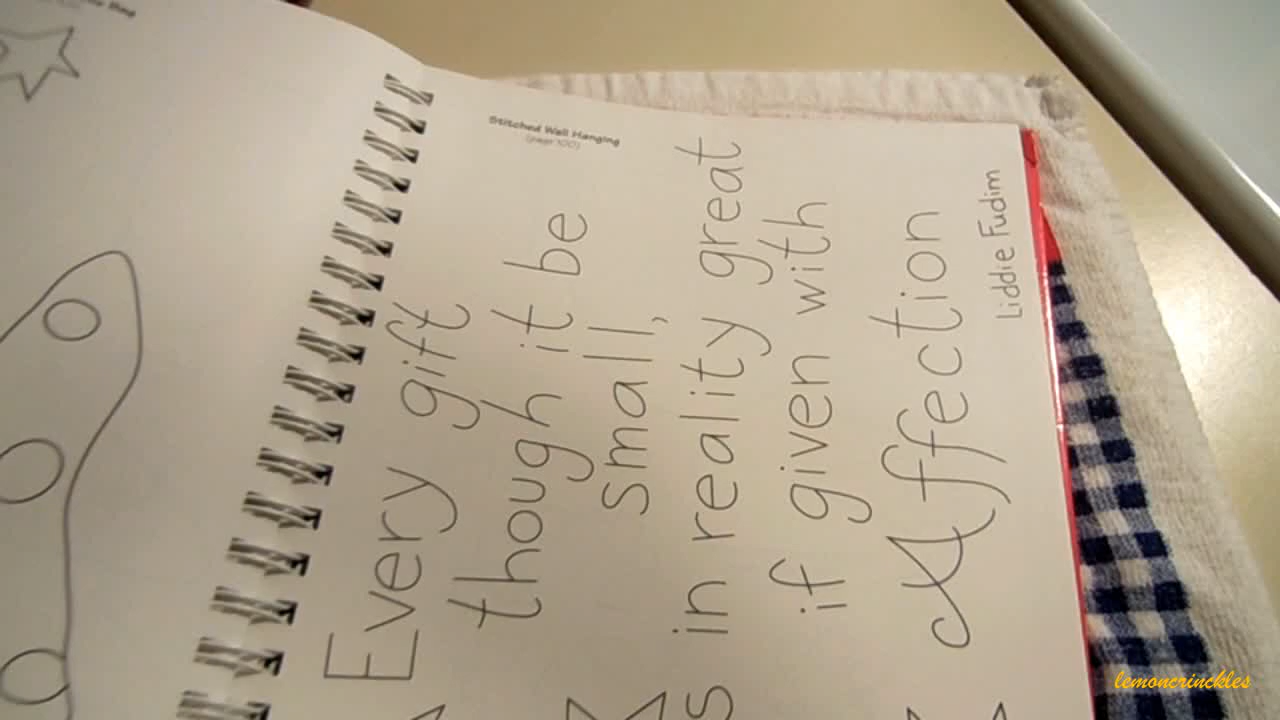 Stitched Wall Hanging
(page 100)
Every gift
though it be
small,
s in reality great
if given with
Affection
Liddie Fudim
lemoncrinckles